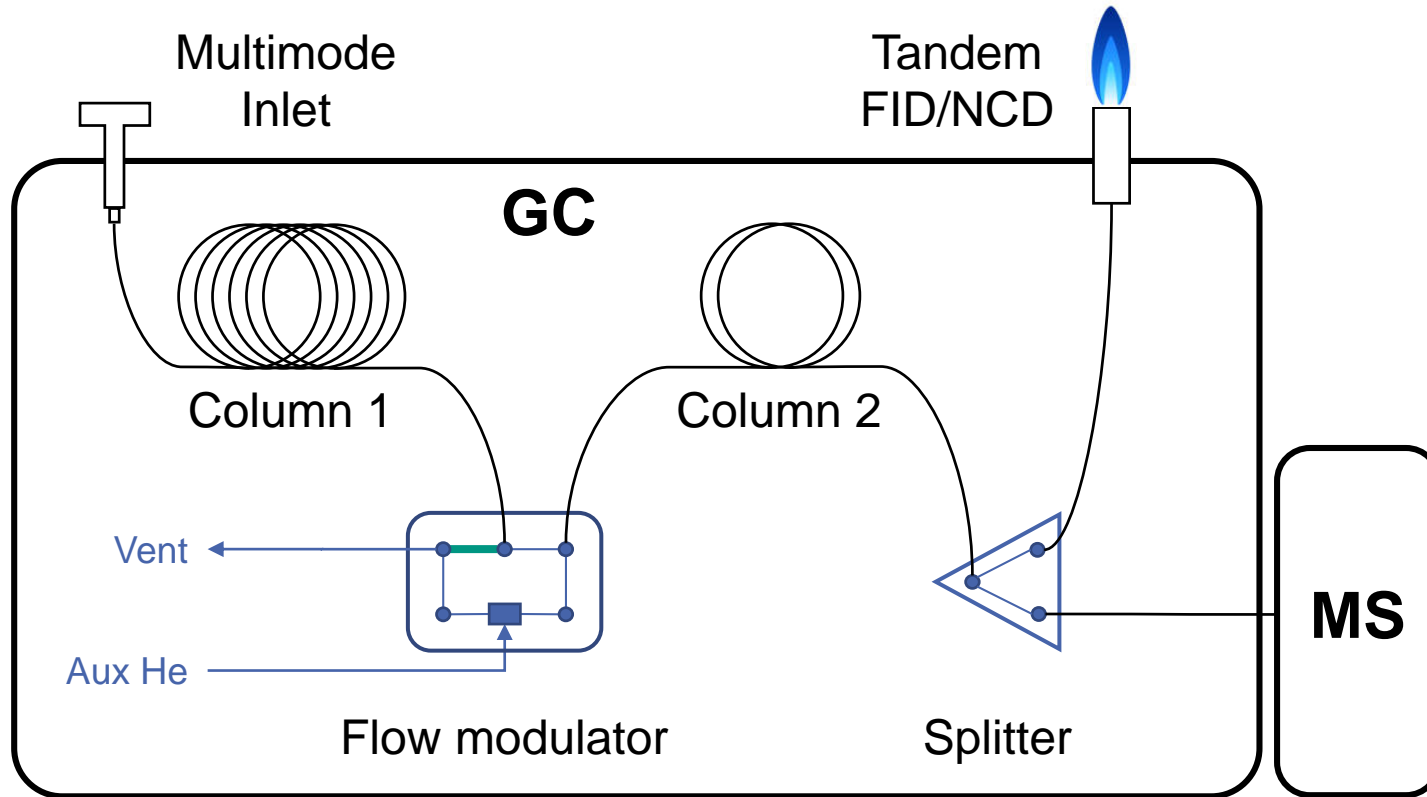 Multimode
Inlet
Tandem
FID/NCD
GC
Column 1
Column 2
Vent
Aux He
MS
Flow modulator
Splitter